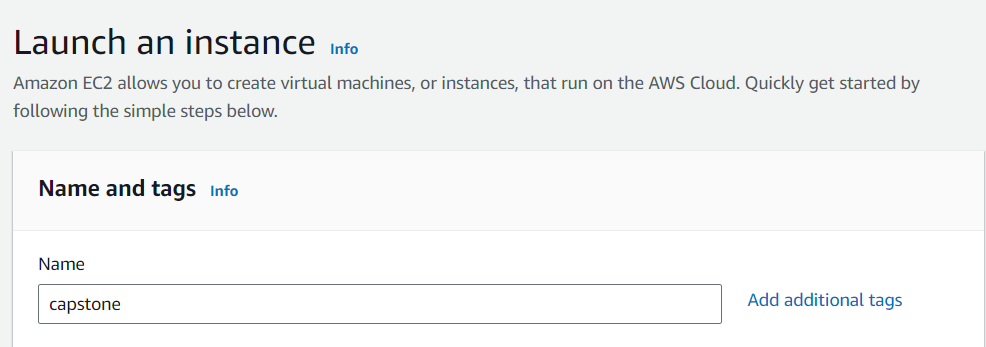 Launch an instance Info
Amazon EC2 allows you to create virtual machines, or instances, that run on the AWS Cloud. Quickly get started by
following the simple steps below.
Name and tags Info
Name
capstone
Add additional tags